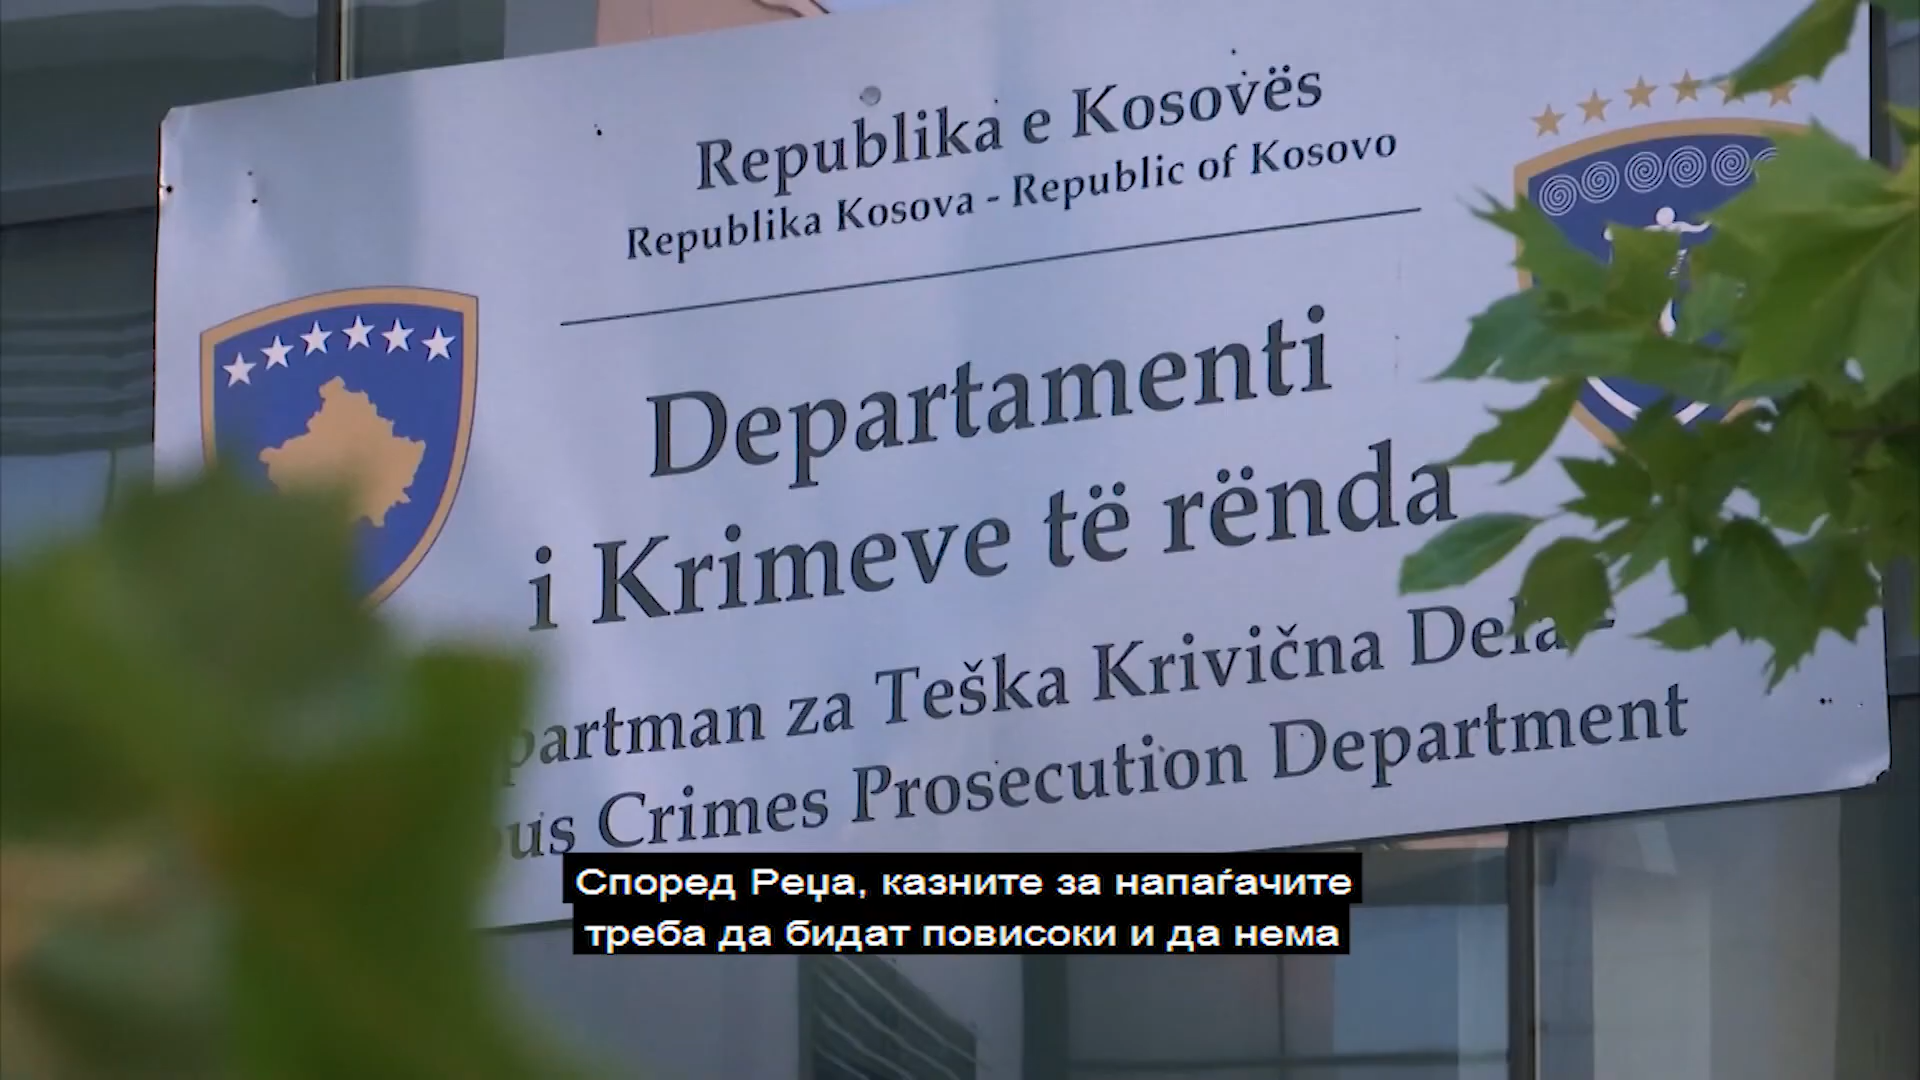 Republika e Kosovës
Republika Kosova - Republic of Kosovo
Departamenti
i Krimeve të rënda
za Teška Krivična Dela -
Crimes Prosecution Department
Според Реџа, казните за напаѓачите
треба да бидат повисоки и да нема